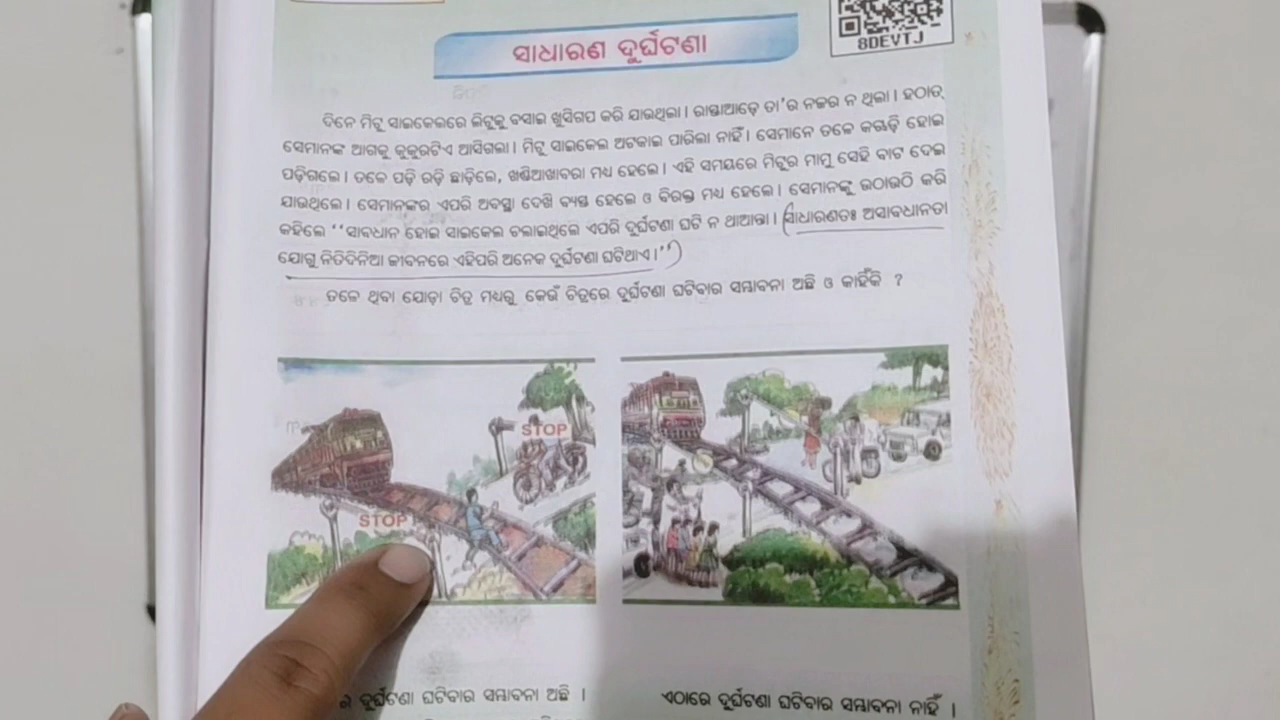 8DEVTJ
ସାଧାରଣ ଦୁର୍ଘଟଣା
ଦିନେ ମିଟୁ ସାଇକେଲରେ ଲିଟୁକୁ ବସାଇ ଖୁସିଗପ କରି ଯାଉଥିଲା । ରାସ୍ତାଆଡ଼େ ତା'ର ନଜର ନ ଥିଲା । ହଠାତ୍
ସେମାନଙ୍କ ଆଗକୁ କୁକୁରଟିଏ ଆସିଗଲା । ମିଟୁ ସାଇକେଲ ଅଟକାଇ ପାରିଲା ନାହିଁ । ସେମାନେ ତଳେ କଚାଡ଼ି ହୋଇ
ପଡ଼ିଗଲେ । ତଳେ ପଡ଼ି ରଡ଼ି ଛାଡ଼ିଲେ, ଖଣ୍ଡିଆଖାବରା ମଧ୍ୟ ହେଲେ । ଏହି ସମୟରେ ମିଟୁର ମାମୁ ସେହି ବାଟ ଦେଇ
ଯାଉଥିଲେ । ସେମାନଙ୍କର ଏପରି ଅବସ୍ଥା ଦେଖି ବ୍ୟସ୍ତ ହେଲେ ଓ ବିରକ୍ତ ମଧ୍ୟ ହେଲେ । ସେମାନଙ୍କୁ ଉଠାଉଠି କରି
କହିଲେ ‘‘ସାବଧାନ ହୋଇ ସାଇକେଲ ଚଲାଇଥିଲେ ଏପରି ଦୁର୍ଘଟଣା ଘଟି ନ ଥାଆନ୍ତା । ସାଧାରଣତଃ ଅସାବଧାନତା
ଯୋଗୁ ନିତିଦିନିଆ ଜୀବନରେ ଏହିପରି ଅନେକ ଦୁର୍ଘଟଣା ଘଟିଥାଏ ।’’
ତଳେ ଥିବା ଯୋଡ଼ା ଚିତ୍ର ମଧ୍ୟରୁ କେଉଁ ଚିତ୍ରରେ ଦୁର୍ଘଟଣା ଘଟିବାର ସମ୍ଭାବନା ଅଛି ଓ କାହିଁକି ?
STOP
STOP
ଦୁର୍ଘଟଣା ଘଟିବାର ସମ୍ଭାବନା ଅଛି ।
ଏଠାରେ ଦୁର୍ଘଟଣା ଘଟିବାର ସମ୍ଭାବନା ନାହିଁ ।